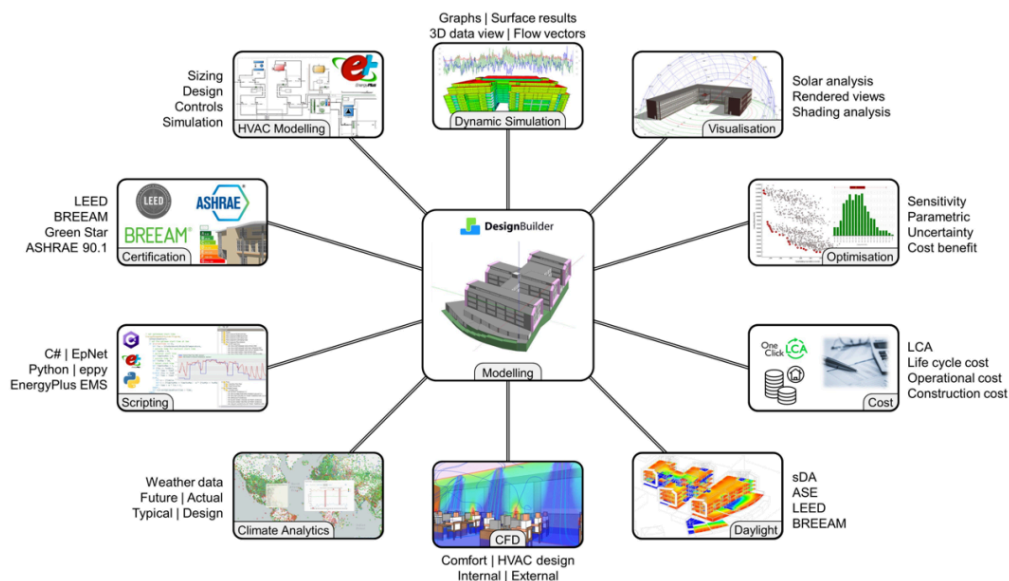 Graphs | Surface results
3D data view | Flow vectors
Dynamic Simulation
Sizing
Design
Controls
Simulation
EnergyPlus
HVAC Modelling
Solar analysis
Rendered views
Shading analysis
Visualisation
LEED
BREEAM
Green Star
ASHRAE 90.1
LEED
ASHRAE
BREEAM®
Certification
DesignBuilder
Modelling
Sensitivity
Parametric
Uncertainty
Cost benefit
Optimisation
C# | EpNet
Python | eppy
EnergyPlus EMS
Scripting
One
Click LCA
Cost
LCA
Life cycle cost
Operational cost
Construction cost
Weather data
Future | Actual
Typical | Design
Climate Analytics
CFD
Comfort | HVAC design
Internal | External
Daylight
sDA
ASE
LEED
BREEAM